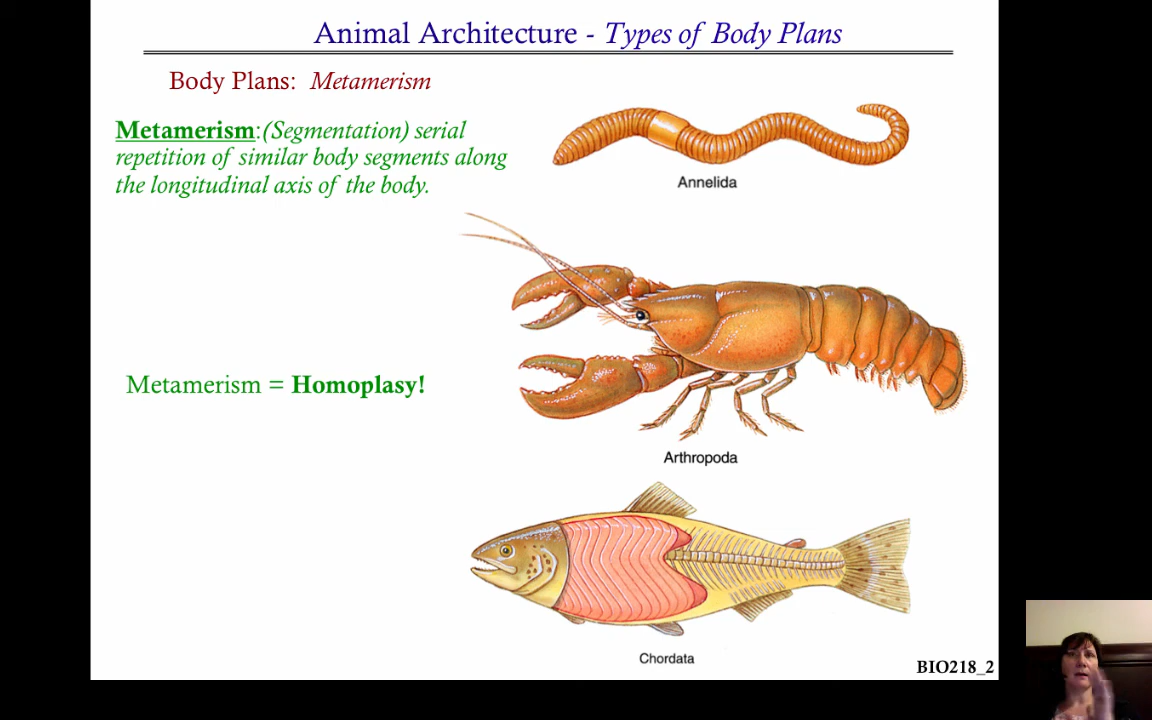 Animal Architecture - Types of Body Plans
Body Plans: Metamerism
Metamerism:(Segmentation) serial
repetition of similar body segments along
the longitudinal axis of the body.
Annelida
Metamerism = Homoplasy!
Arthropoda
Chordata
BIO218_2